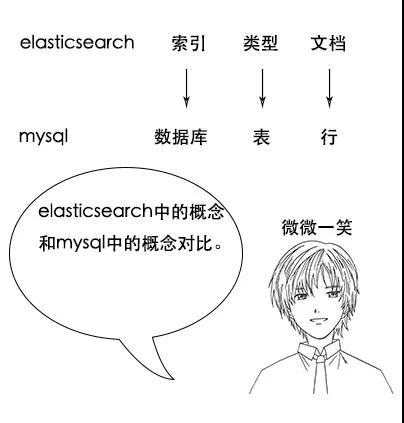 elasticsearch 索引 类型 文档
mysql 数据库 表 行
elasticsearch中的概念
和mysql中的概念对比。
微微一笑